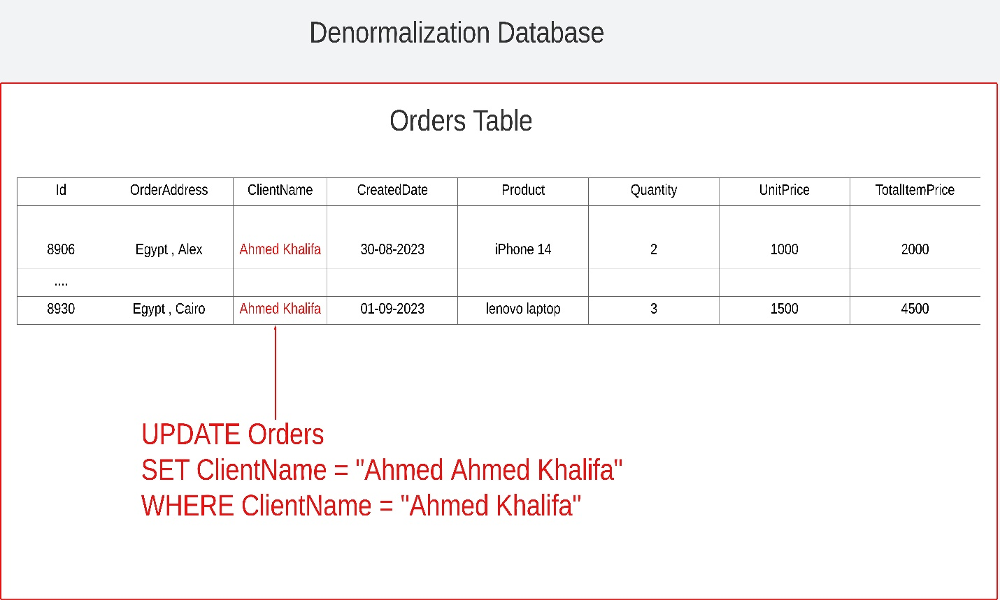 Denormalization Database
Orders Table
Id OrderAddress ClientName CreatedDate Product Quantity UnitPrice TotalItemPrice
8906 Egypt , Alex Ahmed Khalifa 30-08-2023 iPhone 14 2 1000 2000
....
8930 Egypt , Cairo Ahmed Khalifa 01-09-2023 lenovo laptop 3 1500 4500
UPDATE Orders
SET ClientName = "Ahmed Ahmed Khalifa"
WHERE ClientName = "Ahmed Khalifa"